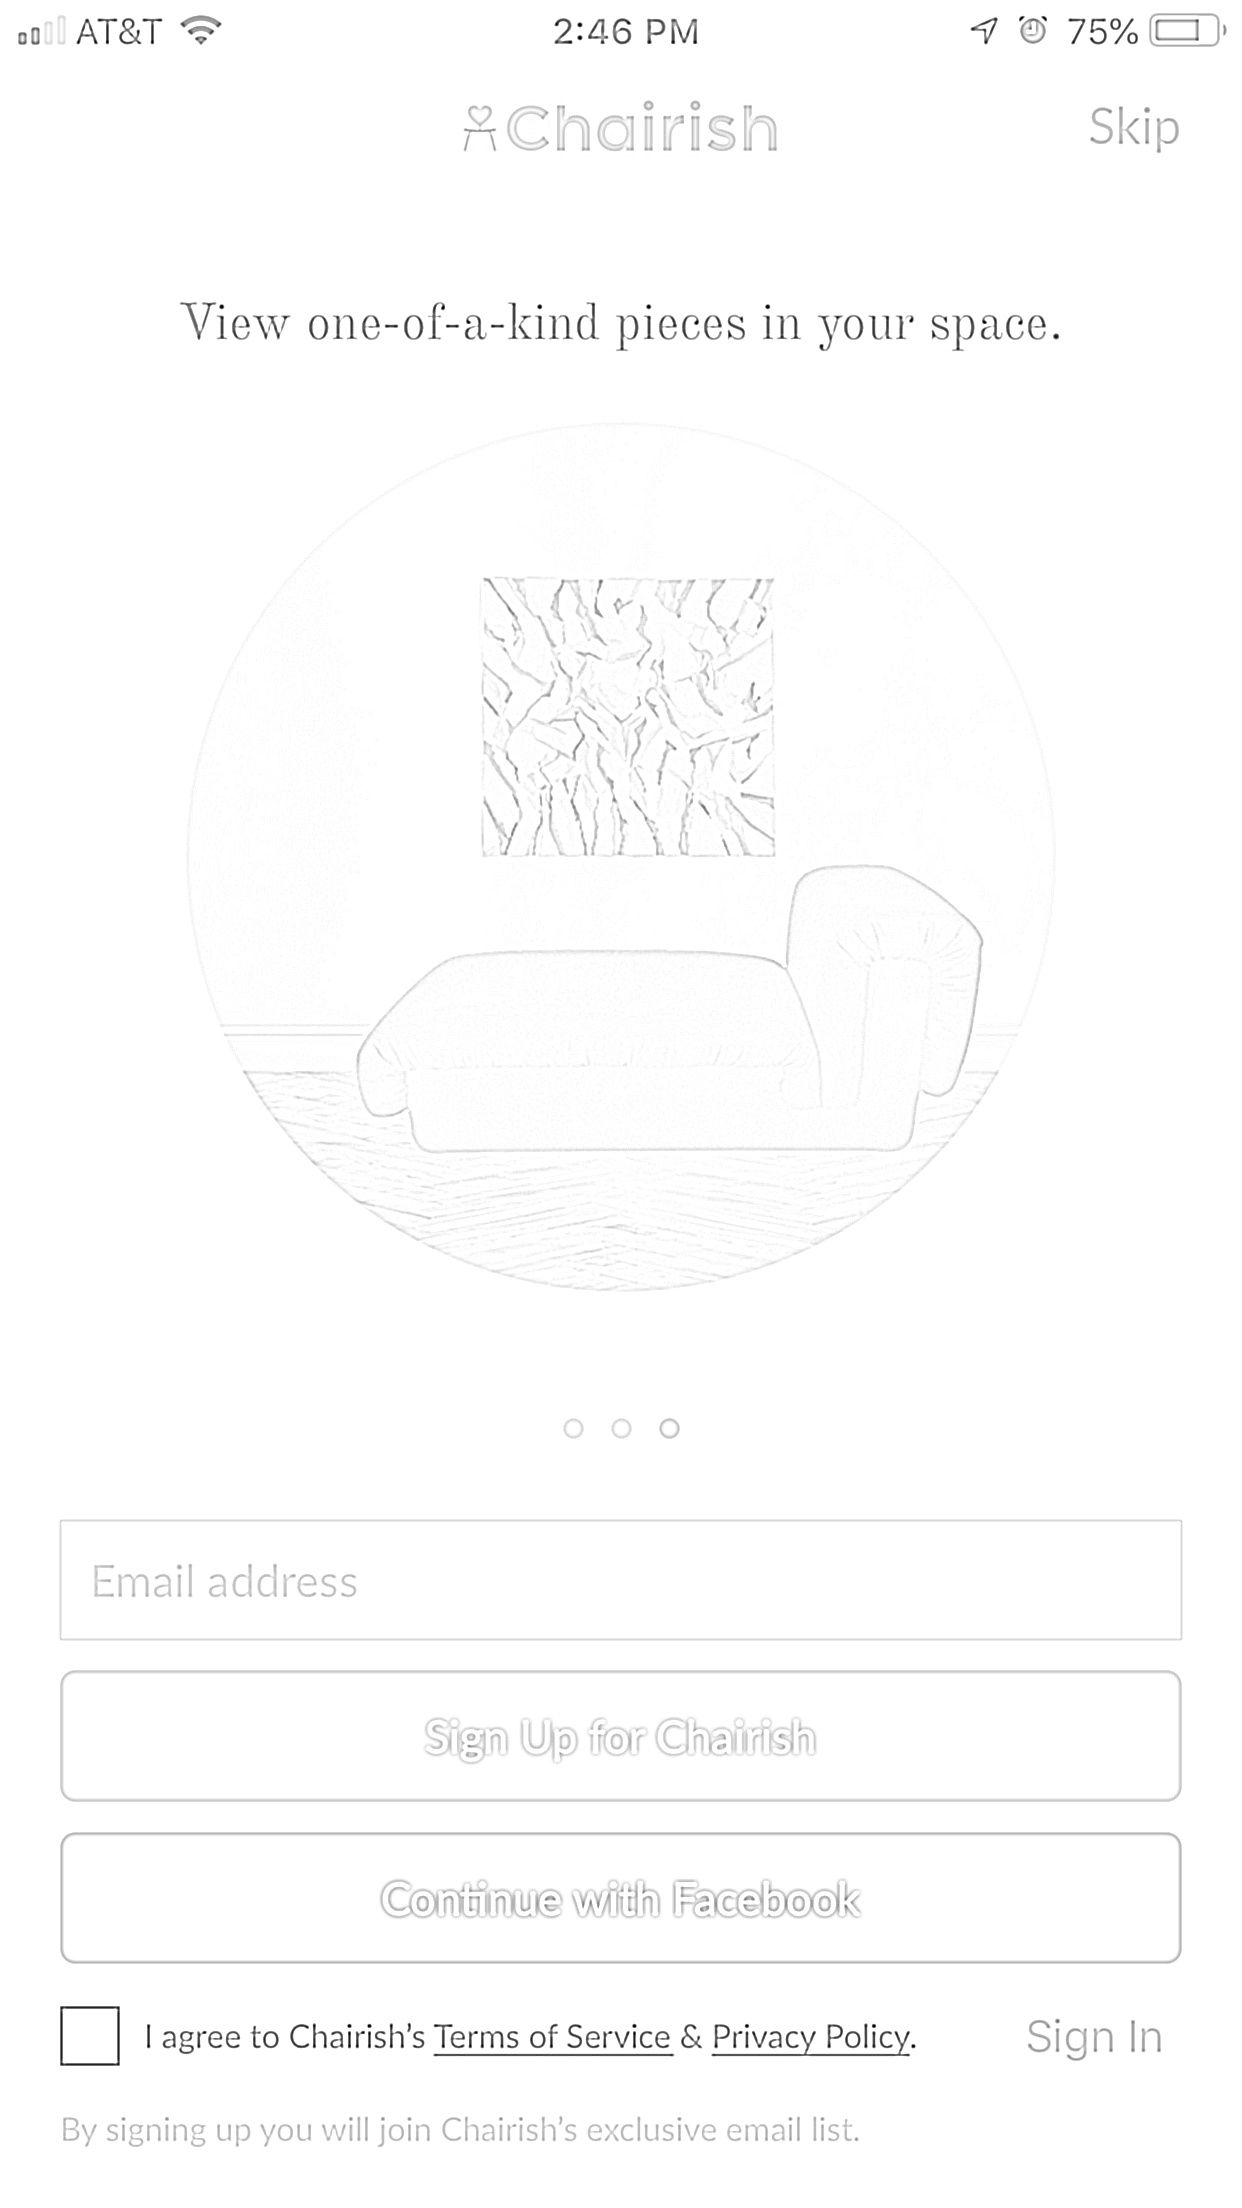 AT&T 2:46 PM 75%
Chairish Skip
View one-of-a-kind pieces in your space.
Email address
Sign Up for Chairish
Continue with Facebook
I agree to Chairish’s Terms of Service & Privacy Policy. Sign In
By signing up you will join Chairish’s exclusive email list.